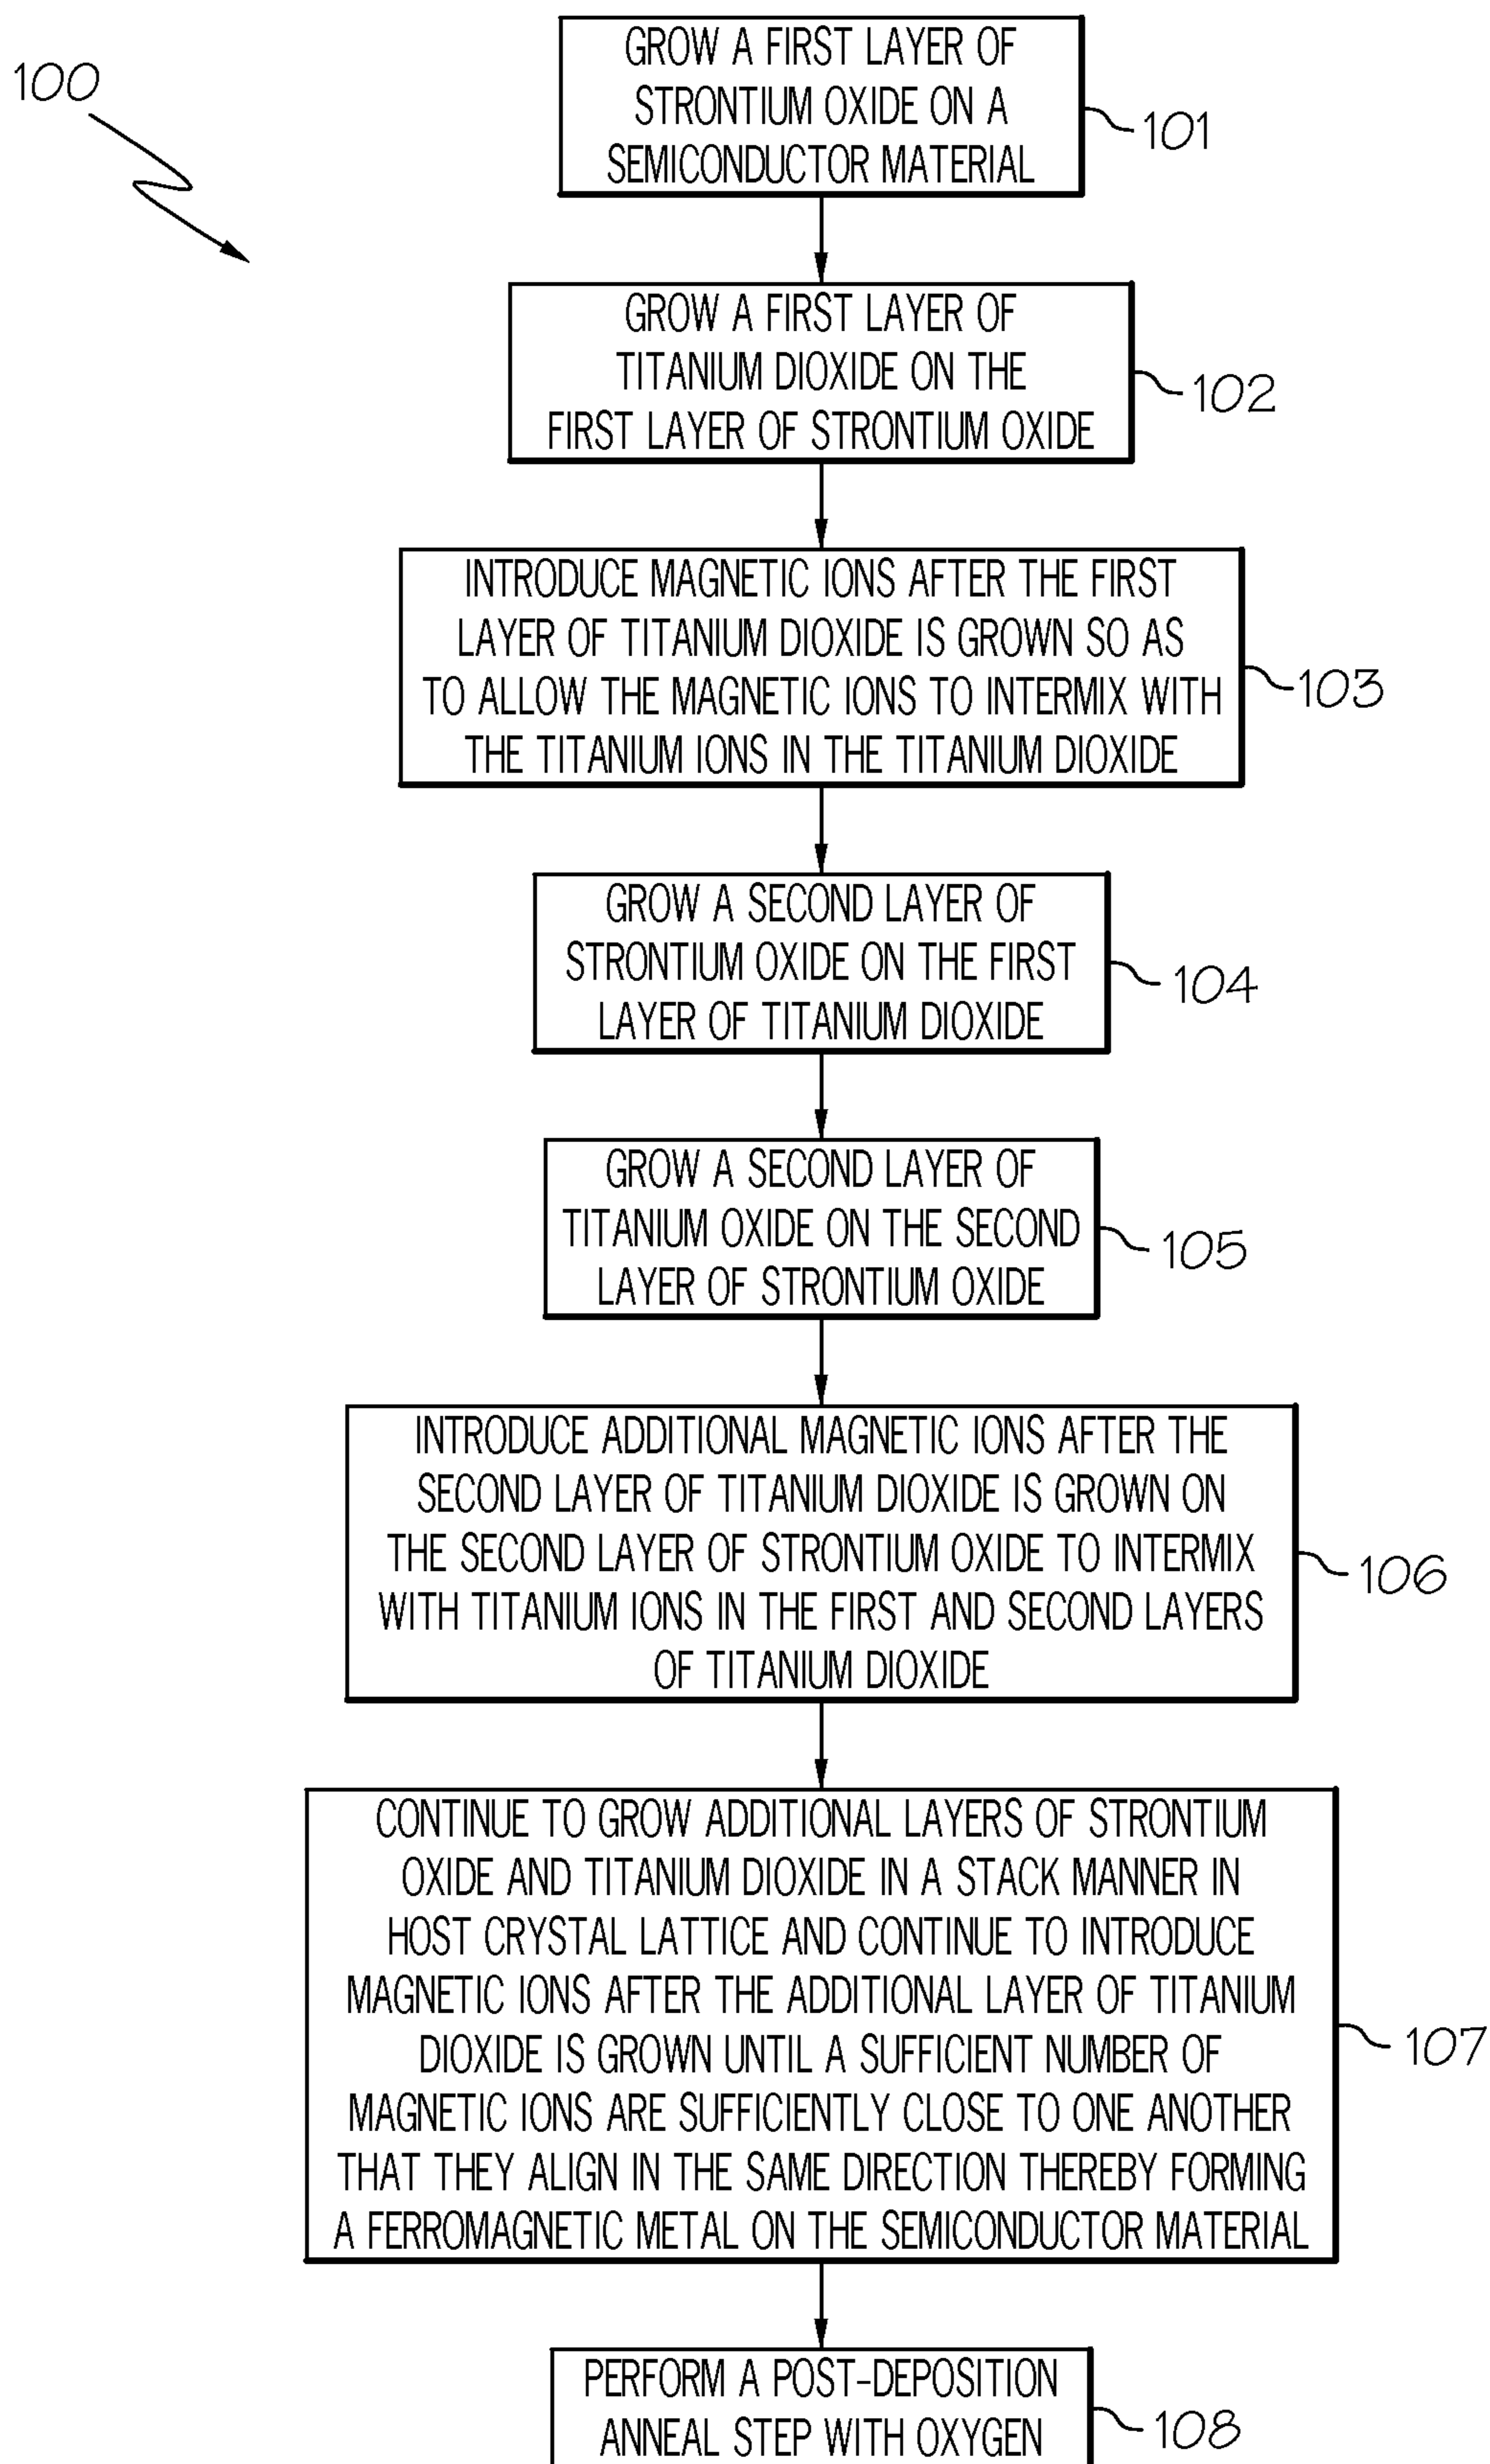 100
GROW A FIRST LAYER OF
STRONTIUM OXIDE ON A
SEMICONDUCTOR MATERIAL
101
GROW A FIRST LAYER OF
TITANIUM DIOXIDE ON THE
FIRST LAYER OF STRONTIUM OXIDE
102
INTRODUCE MAGNETIC IONS AFTER THE FIRST
LAYER OF TITANIUM DIOXIDE IS GROWN SO AS
TO ALLOW THE MAGNETIC IONS TO INTERMIX WITH
THE TITANIUM IONS IN THE TITANIUM DIOXIDE
103
GROW A SECOND LAYER OF
STRONTIUM OXIDE ON THE FIRST
LAYER OF TITANIUM DIOXIDE
104
GROW A SECOND LAYER OF
TITANIUM OXIDE ON THE SECOND
LAYER OF STRONTIUM OXIDE
105
INTRODUCE ADDITIONAL MAGNETIC IONS AFTER THE
SECOND LAYER OF TITANIUM DIOXIDE IS GROWN ON
THE SECOND LAYER OF STRONTIUM OXIDE TO INTERMIX
WITH TITANIUM IONS IN THE FIRST AND SECOND LAYERS
OF TITANIUM DIOXIDE
106
CONTINUE TO GROW ADDITIONAL LAYERS OF STRONTIUM
OXIDE AND TITANIUM DIOXIDE IN A STACK MANNER IN
HOST CRYSTAL LATTICE AND CONTINUE TO INTRODUCE
MAGNETIC IONS AFTER THE ADDITIONAL LAYER OF TITANIUM
DIOXIDE IS GROWN UNTIL A SUFFICIENT NUMBER OF
MAGNETIC IONS ARE SUFFICIENTLY CLOSE TO ONE ANOTHER
THAT THEY ALIGN IN THE SAME DIRECTION THEREBY FORMING
A FERROMAGNETIC METAL ON THE SEMICONDUCTOR MATERIAL
107
PERFORM A POST-DEPOSITION
ANNEAL STEP WITH OXYGEN
108